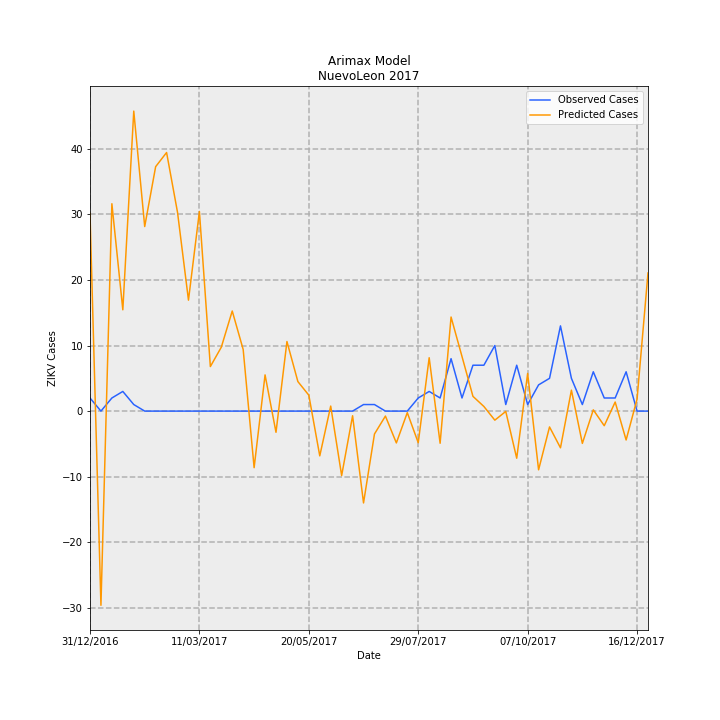 Arimax Model
NuevoLeon 2017
Observed Cases
Predicted Cases
ZIKV Cases
40
30
20
10
0
−10
−20
−30
31/12/2016 11/03/2017 20/05/2017 29/07/2017 07/10/2017 16/12/2017
Date